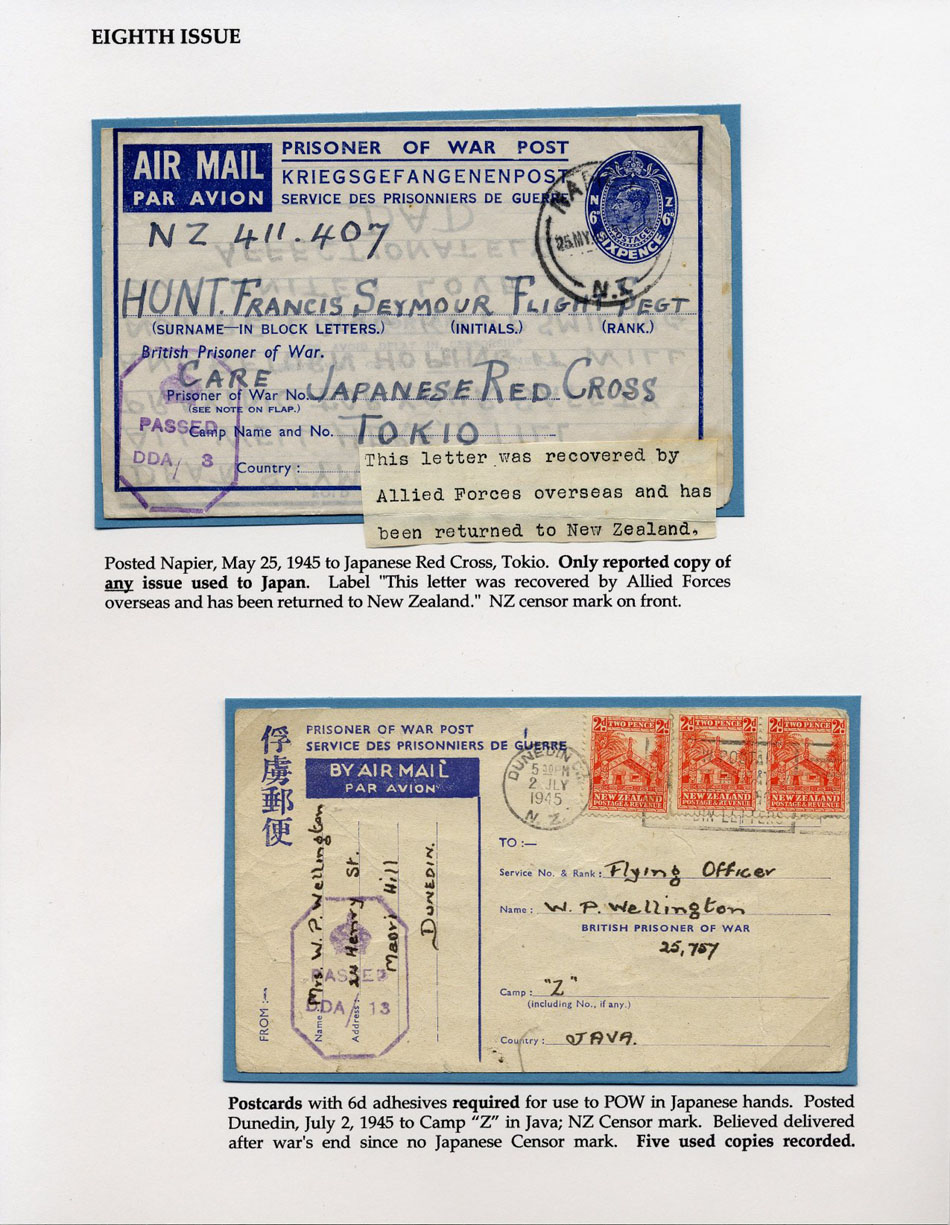 EIGHTH ISSUE
AIR MAIL
PAR AVION
PRISONER OF WAR POST
KRIEGSGEFANGENENPOST
SERVICE DES PRISONNIERS DE GUERRE
N Z
6D 6D
POSTAGE
SIXPENCE
25 MY
N.Z
NZ 411.407
HUNT. FRANCIS SEYMOUR FLIGHT SEGT
(SURNAME—IN BLOCK LETTERS.) (INITIALS.) (RANK.)
British Prisoner of War.
CARE JAPANESE RED CROSS
Prisoner of War No.
(SEE NOTE ON FLAP.)
PASSED
DDA/ 3
Camp Name and No. TOKIO
Country :
This letter was recovered by
Allied Forces overseas and has
been returned to New Zealand.
Posted Napier, May 25, 1945 to Japanese Red Cross, Tokio. Only reported copy of
any issue used to Japan. Label "This letter was recovered by Allied Forces
overseas and has been returned to New Zealand." NZ censor mark on front.
俘虜郵便
PRISONER OF WAR POST
SERVICE DES PRISONNIERS DE GUERRE
BY AIR MAIL
PAR AVION
DUNEDIN
5 30PM
2 JLY
1945
N. Z.
2d TWO PENCE 2d
NEW ZEALAND
POSTAGE & REVENUE
2d TWO PENCE 2d
NEW ZEALAND
POSTAGE & REVENUE
2d TWO PENCE 2d
NEW ZEALAND
POSTAGE & REVENUE
LETTERS
FROM :—
Name: Mrs W. P. Wellington
Address: 24 Henry St.
Maori Hill
DUNEDIN.
PASSED
DDA/ 13
TO :—
Service No. & Rank : Flying Officer
Name : W. P. Wellington
BRITISH PRISONER OF WAR
25,757
Camp : "Z"
(including No., if any.)
Country : JAVA.
Postcards with 6d adhesives required for use to POW in Japanese hands. Posted
Dunedin, July 2, 1945 to Camp “Z” in Java; NZ Censor mark. Believed delivered
after war's end since no Japanese Censor mark. Five used copies recorded.